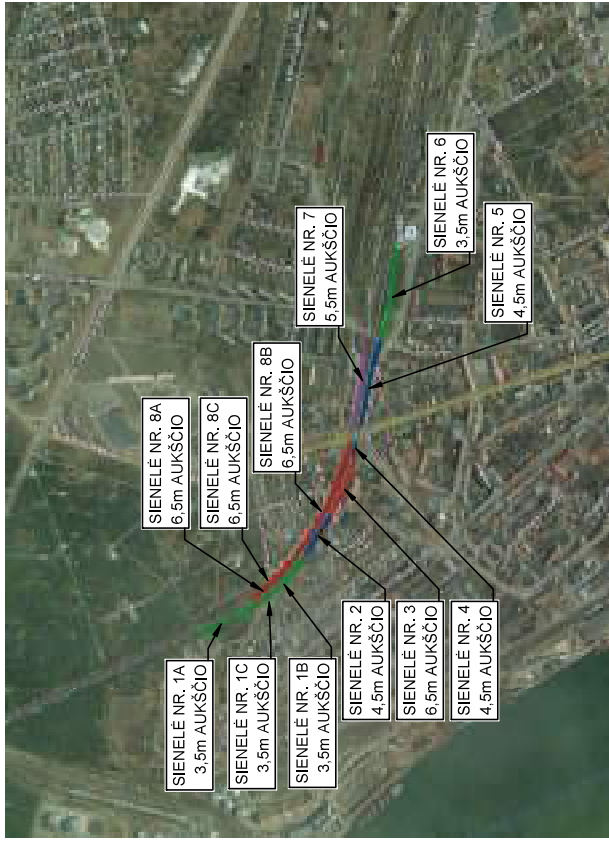 SIENELĖ NR. 1A
3,5m AUKŠČIO
SIENELĖ NR. 1C
3,5m AUKŠČIO
SIENELĖ NR. 1B
3,5m AUKŠČIO
SIENELĖ NR. 2
4,5m AUKŠČIO
SIENELĖ NR. 3
6,5m AUKŠČIO
SIENELĖ NR. 4
4,5m AUKŠČIO
SIENELĖ NR. 8A
6,5m AUKŠČIO
SIENELĖ NR. 8C
6,5m AUKŠČIO
SIENELĖ NR. 8B
6,5m AUKŠČIO
SIENELĖ NR. 7
5,5m AUKŠČIO
SIENELĖ NR. 5
4,5m AUKŠČIO
SIENELĖ NR. 6
3,5m AUKŠČIO